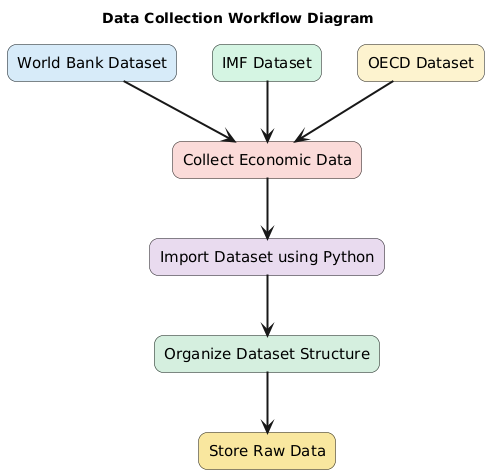 Data Collection Workflow Diagram
World Bank Dataset
IMF Dataset
OECD Dataset
Collect Economic Data
Import Dataset using Python
Organize Dataset Structure
Store Raw Data